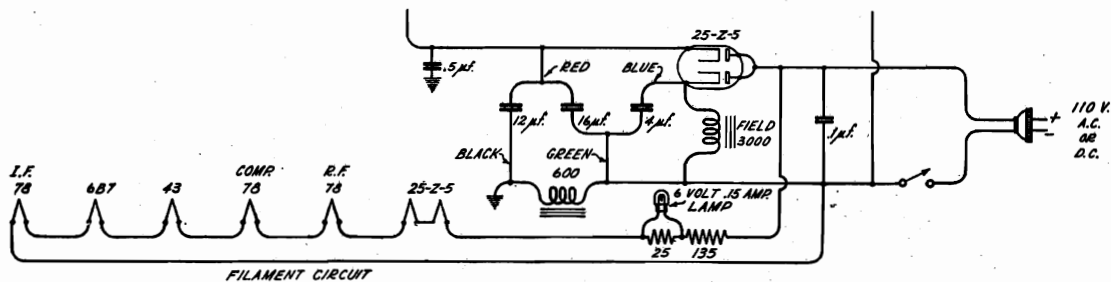 25-Z-5
.5 µf.
RED
BLUE
12 µf.
16 µf.
4 µf.
FIELD
3000
.1 µf.
+
-
110 V.
A.C.
OR
D.C.
BLACK
GREEN
600
6 VOLT .15 AMP.
LAMP
I.F.
78
6B7
43
COMP.
78
R.F.
78
25-Z-5
25
135
FILAMENT CIRCUIT